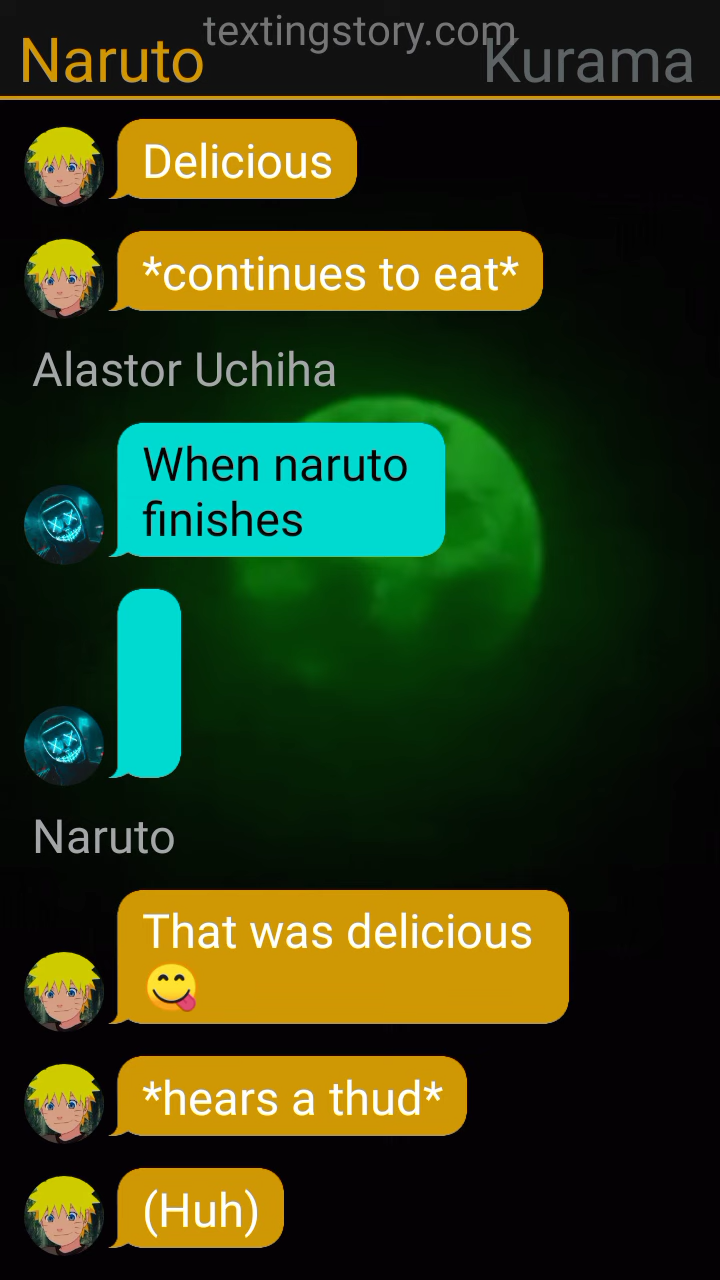 textingstory.com
Naruto
Kurama
Delicious
*continues to eat*
Alastor Uchiha
When naruto
finishes
Naruto
That was delicious
😋
*hears a thud*
(Huh)